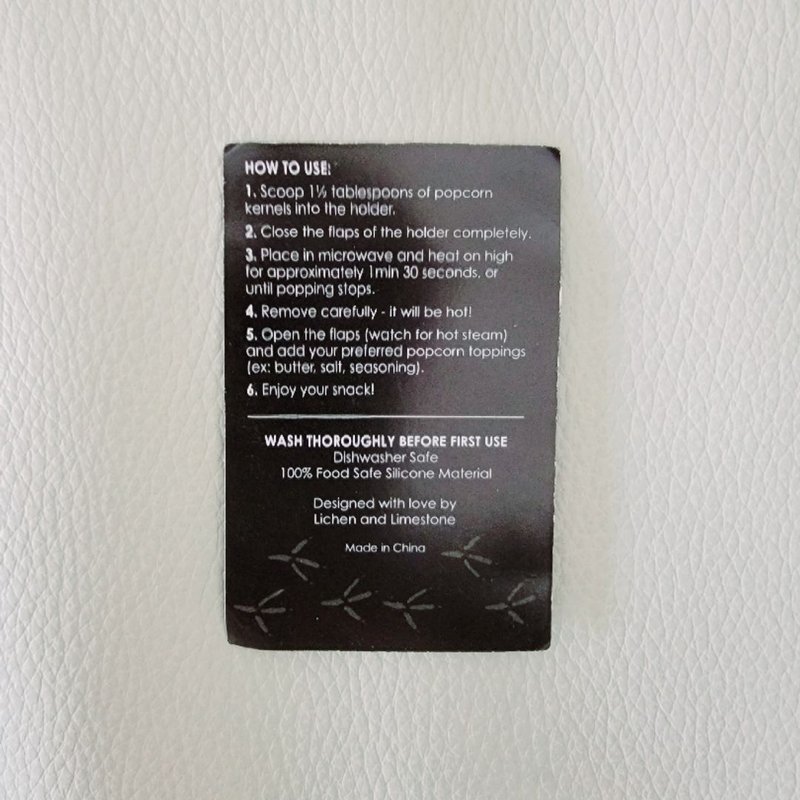 HOW TO USE:
1. Scoop 1½ tablespoons of popcorn
kernels into the holder.
2. Close the flaps of the holder completely.
3. Place in microwave and heat on high
for approximately 1min 30 seconds, or
until popping stops.
4. Remove carefully - it will be hot!
5. Open the flaps (watch for hot steam)
and add your preferred popcorn toppings
(ex: butter, salt, seasoning).
6. Enjoy your snack!
WASH THOROUGHLY BEFORE FIRST USE
Dishwasher Safe
100% Food Safe Silicone Material
Designed with love by
Lichen and Limestone
Made in China